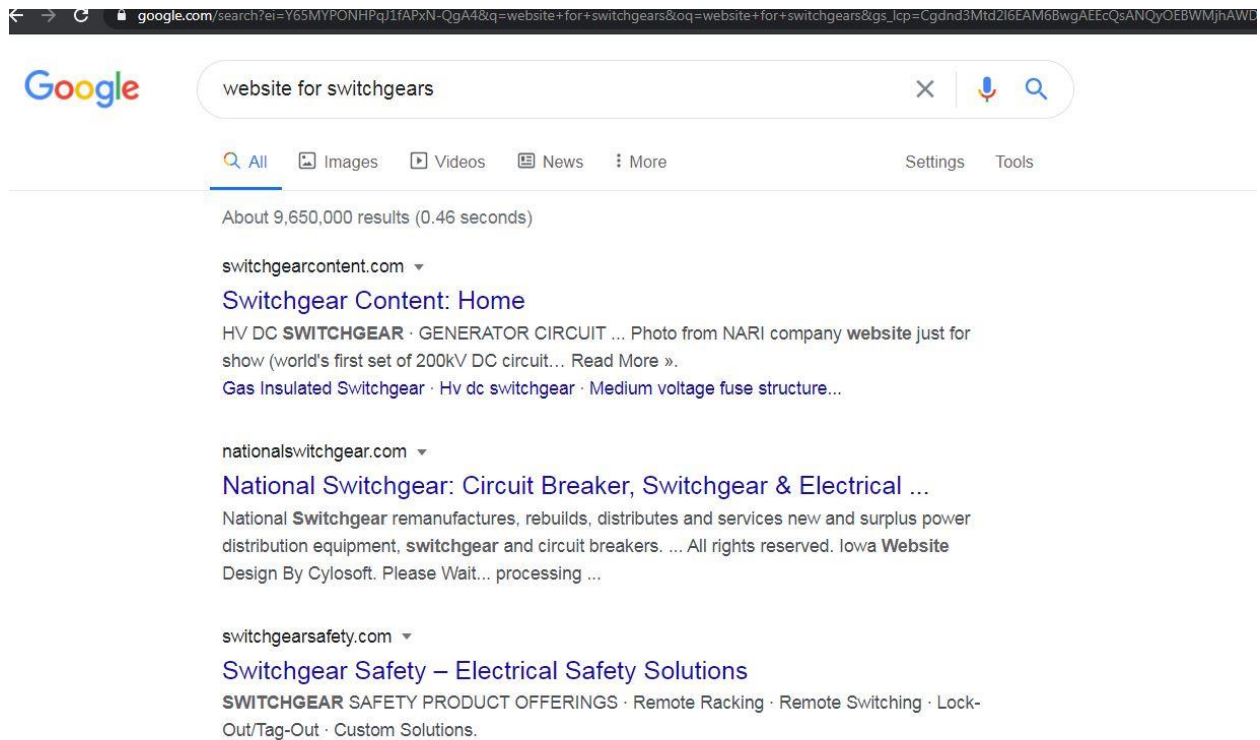 google.com/search?ei=Y65MYPONHPqJ1fAPxN-QgA4&q=website+for+switchgears&oq=website+for+switchgears&gs_lcp=Cgdnd3Mtd2l6EAM6BwgAEEcQsANQyOEBWMjhAWD
Google
website for switchgears
All Images Videos News More Settings Tools
About 9,650,000 results (0.46 seconds)
switchgearcontent.com
Switchgear Content: Home
HV DC SWITCHGEAR · GENERATOR CIRCUIT ... Photo from NARI company website just for
show (world's first set of 200kV DC circuit... Read More ».
Gas Insulated Switchgear · Hv dc switchgear · Medium voltage fuse structure...
nationalswitchgear.com
National Switchgear: Circuit Breaker, Switchgear & Electrical ...
National Switchgear remanufactures, rebuilds, distributes and services new and surplus power
distribution equipment, switchgear and circuit breakers. ... All rights reserved. Iowa Website
Design By Cylosoft. Please Wait... processing ...
switchgearsafety.com
Switchgear Safety – Electrical Safety Solutions
SWITCHGEAR SAFETY PRODUCT OFFERINGS · Remote Racking · Remote Switching · Lock-
Out/Tag-Out · Custom Solutions.